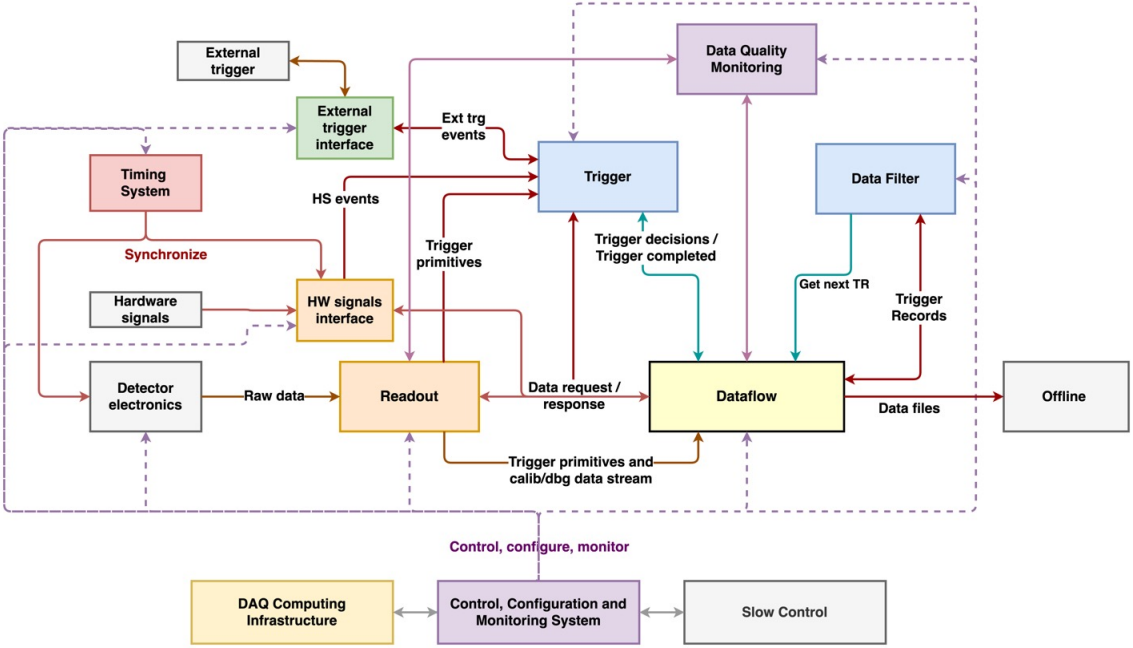 External
trigger
Data Quality
Monitoring
External
trigger
interface
Ext trg
events
Timing
System
Trigger
Data Filter
HS events
Synchronize
Trigger
primitives
Trigger decisions /
Trigger completed
Get next TR
Hardware
signals
HW signals
interface
Trigger
Records
Detector
electronics
Raw data
Readout
Data request /
response
Dataflow
Data files
Offline
Trigger primitives and
calib/dbg data stream
Control, configure, monitor
DAQ Computing
Infrastructure
Control, Configuration and
Monitoring System
Slow Control